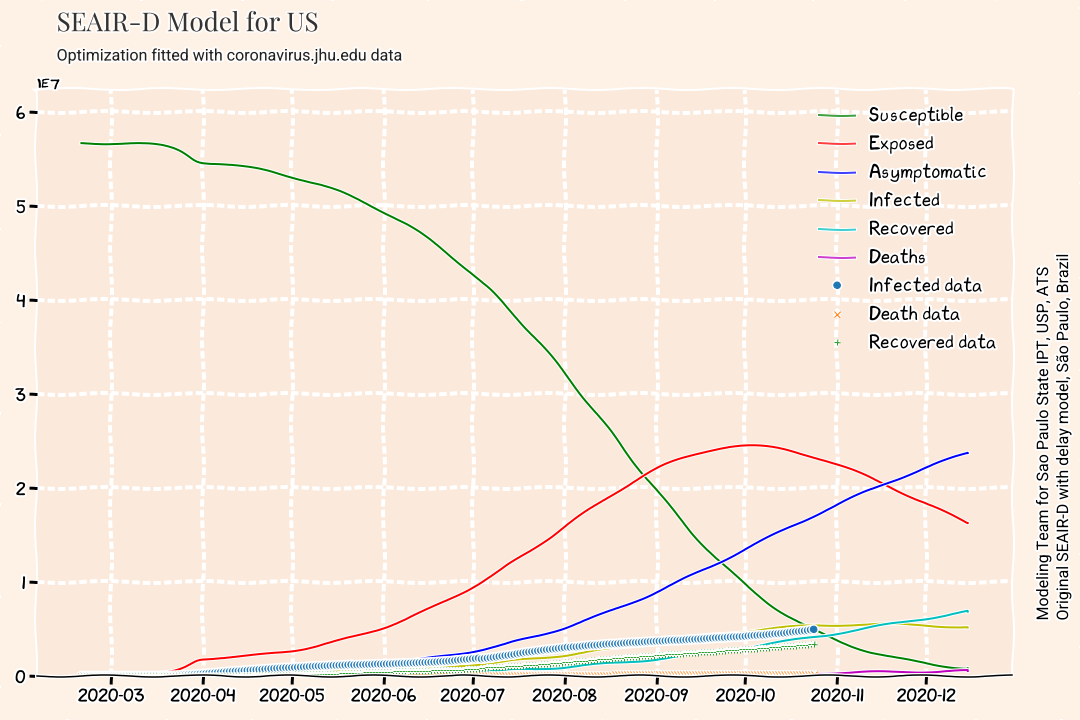 SEAIR-D Model for US
Optimization fitted with coronavirus.jhu.edu data
1E7
6
5
4
3
2
1
0
Susceptible
Exposed
Asymptomatic
Infected
Recovered
Deaths
Infected data
Death data
Recovered data
2020-03 2020-04 2020-05 2020-06 2020-07 2020-08 2020-09 2020-10 2020-11 2020-12
Modeling Team for Sao Paulo State IPT, USP, ATS
Original SEAIR-D with delay model, São Paulo, Brazil